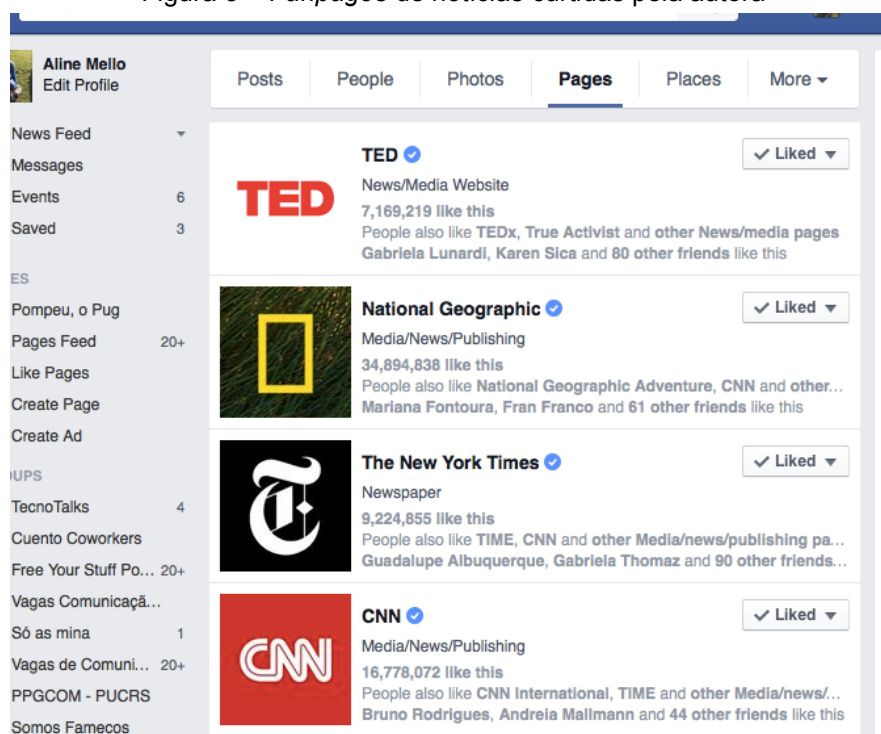 Aline Mello
Edit Profile
News Feed
Messages
Events 6
Saved 3
ES
Pompeu, o Pug
Pages Feed 20+
Like Pages
Create Page
Create Ad
UPS
TecnoTalks 4
Cuento Coworkers
Free Your Stuff Po... 20+
Vagas Comunicaçã...
Só as mina 1
Vagas de Comuni... 20+
PPGCOM - PUCRS
Somos Famecos
Posts People Photos Pages Places More
TED
Liked
TED
News/Media Website
7,169,219 like this
People also like TEDx, True Activist and other News/media pages
Gabriela Lunardi, Karen Sica and 80 other friends like this
National Geographic
Liked
Media/News/Publishing
34,894,838 like this
People also like National Geographic Adventure, CNN and other...
Mariana Fontoura, Fran Franco and 61 other friends like this
The New York Times
Liked
T
Newspaper
9,224,855 like this
People also like TIME, CNN and other Media/news/publishing pa...
Guadalupe Albuquerque, Gabriela Thomaz and 90 other friends...
CNN
Liked
CNN
Media/News/Publishing
16,778,072 like this
People also like CNN International, TIME and other Media/news/...
Bruno Rodrigues, Andreia Mallmann and 44 other friends like this